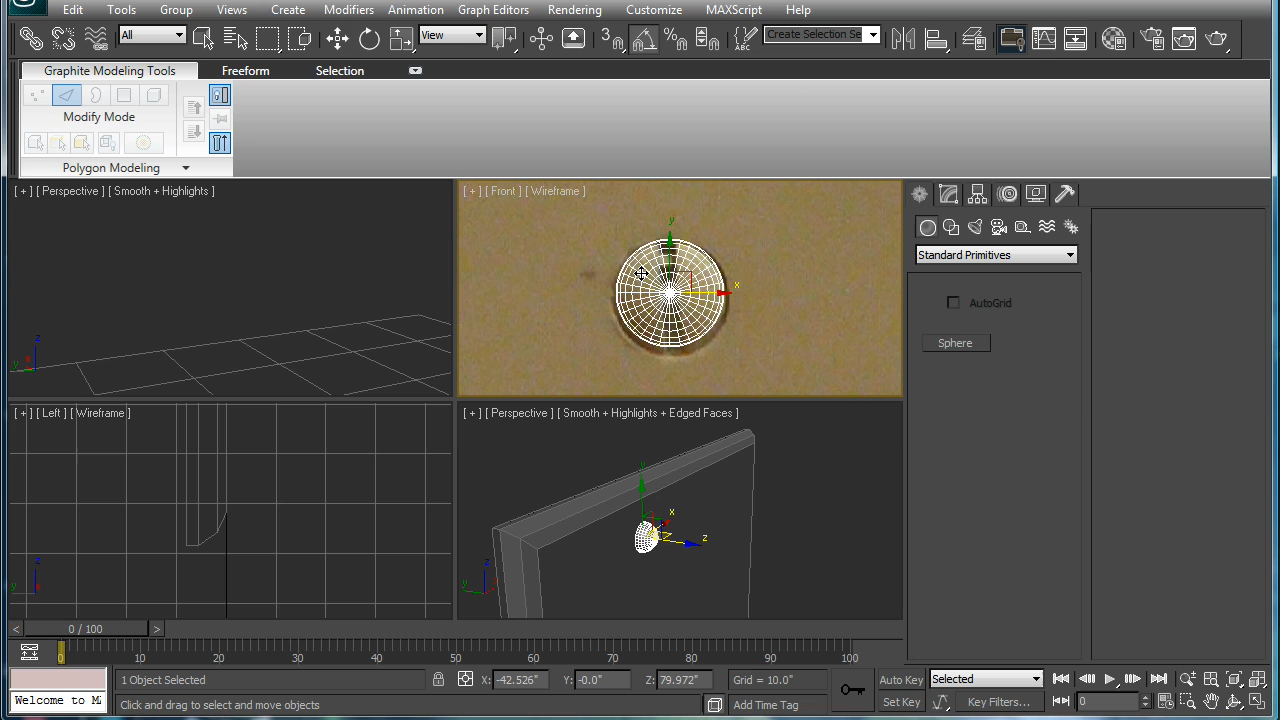 Edit Tools Group Views Create Modifiers Animation Graph Editors Rendering Customize MAXScript Help
All View 3 Create Selection Se
Graphite Modeling Tools Freeform Selection
Modify Mode
Polygon Modeling
[ + ] [ Perspective ] [ Smooth + Highlights ]
[ + ] [ Front ] [ Wireframe ]
y
x
z
y
Standard Primitives
AutoGrid
Sphere
[ + ] [ Left ] [ Wireframe ]
z
y
[ + ] [ Perspective ] [ Smooth + Highlights + Edged Faces ]
y
x
z
z
y
< 0 / 100 >
0 10 20 30 40 50 60 70 80 90 100
1 Object Selected X: -42.526" Y: -0.0" Z: 79.972" Grid = 10.0" Auto Key Selected
Welcome to M Click and drag to select and move objects Add Time Tag Set Key Key Filters... 0